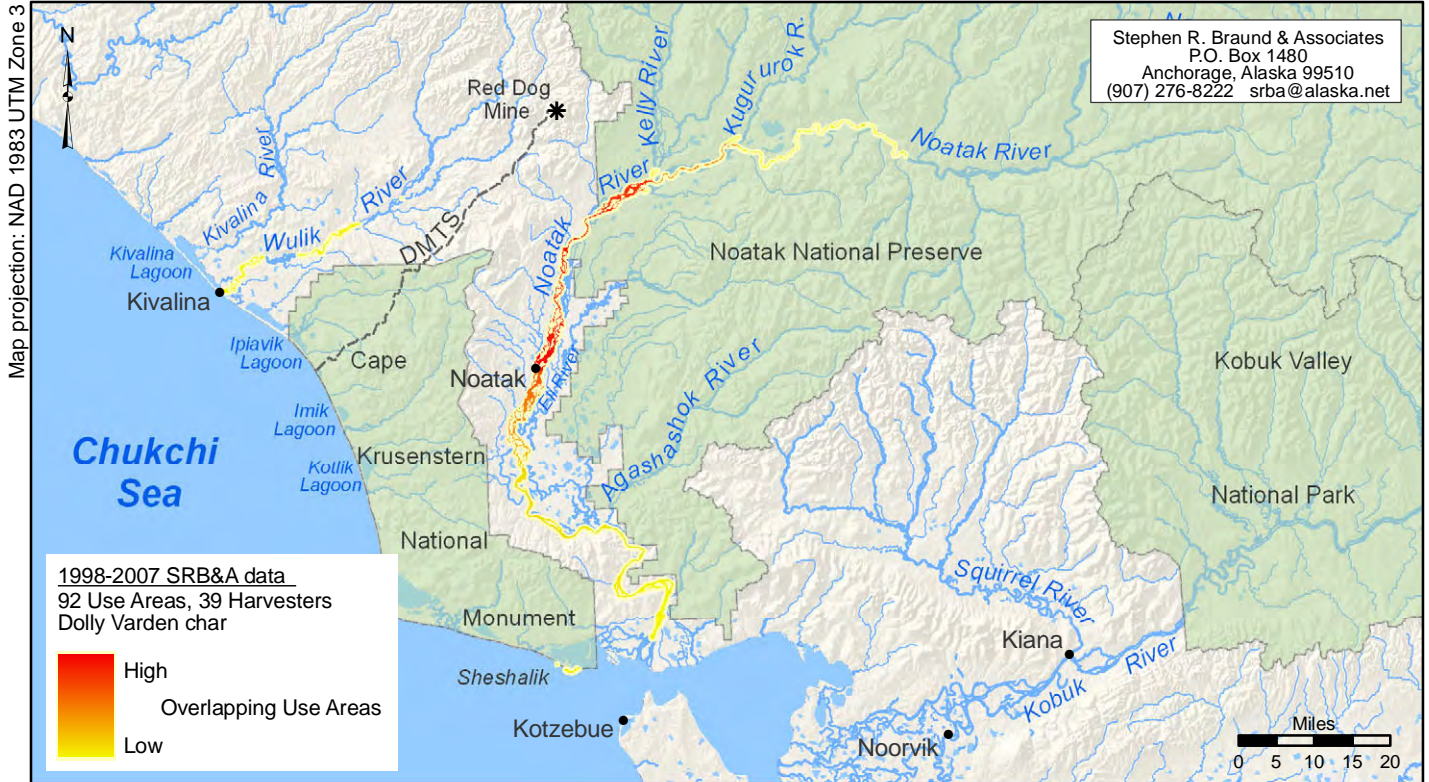 Map projection: NAD 1983 UTM Zone 3
N
Stephen R. Braund & Associates
P.O. Box 1480
Anchorage, Alaska 99510
(907) 276-8222 srba@alaska.net
Red Dog
Mine
Kelly River
Kugururok R.
N
Noatak River
River
Noatak
Kivalina River
Wulik
River
DMTS
Kivalina
Lagoon
Kivalina
Noatak National Preserve
Ipiavik
Lagoon
Cape
Noatak
Eli River
Agashashok River
Kobuk Valley
Imik
Lagoon
Chukchi
Sea
Krusenstern
Kotlik
Lagoon
National Park
National
Squirrel River
Monument
Kiana
Sheshalik
Kobuk
River
Kotzebue
Noorvik
1998-2007 SRB&A data
92 Use Areas, 39 Harvesters
Dolly Varden char
High
Overlapping Use Areas
Low
Miles
0 5 10 15 20